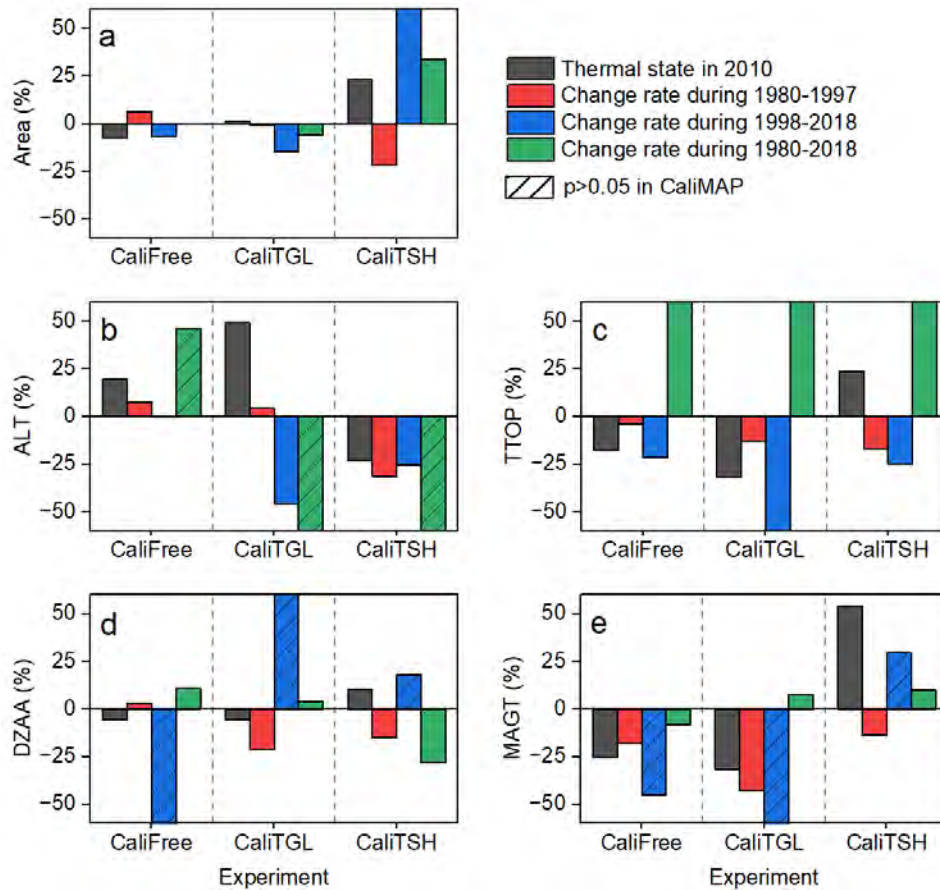 a
Area (%)
50
25
0
−25
−50
CaliFree CaliTGL CaliTSH
Thermal state in 2010
Change rate during 1980-1997
Change rate during 1998-2018
Change rate during 1980-2018
p>0.05 in CaliMAP
b
ALT (%)
50
25
0
−25
−50
CaliFree CaliTGL CaliTSH
c
TTOP (%)
50
25
0
−25
−50
CaliFree CaliTGL CaliTSH
d
DZAA (%)
50
25
0
−25
−50
CaliFree CaliTGL CaliTSH
Experiment
e
MAGT (%)
50
25
0
−25
−50
CaliFree CaliTGL CaliTSH
Experiment